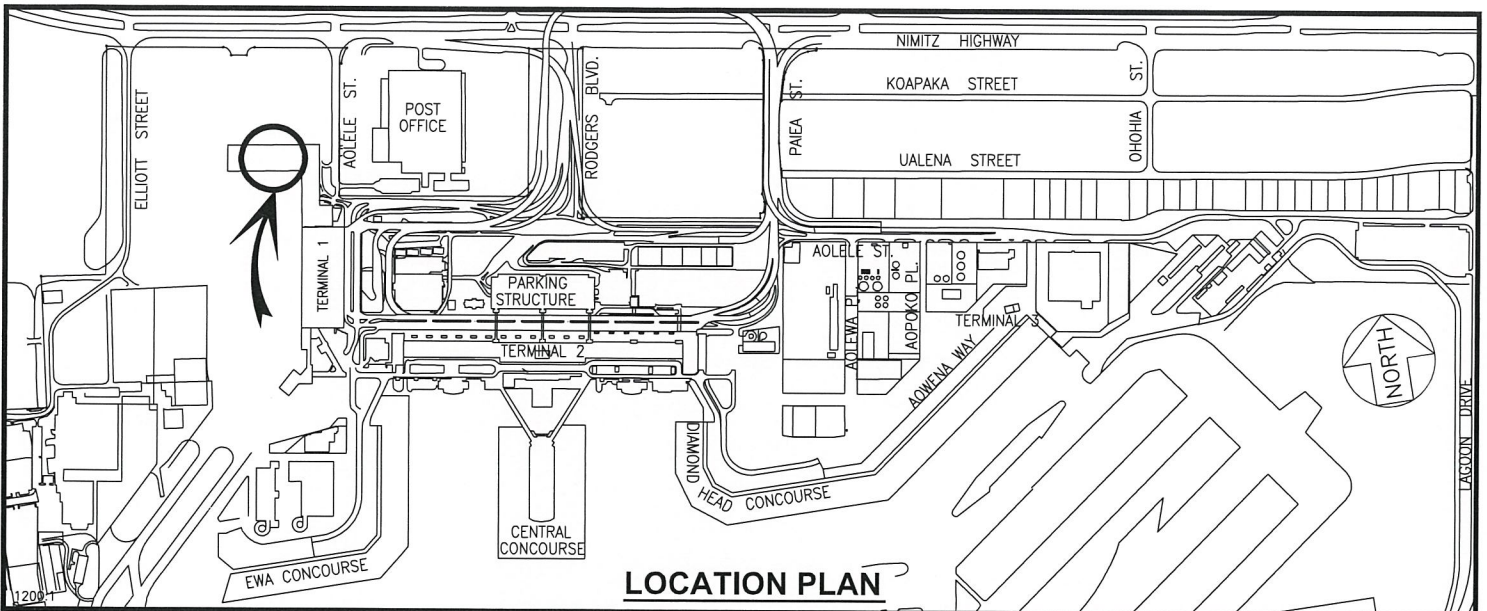 NIMITZ HIGHWAY
KOAPAKA STREET
UALENA STREET
ELLIOTT STREET
AOLELE ST.
POST
OFFICE
RODGERS BLVD.
PAIEA ST.
OHOHIA ST.
TERMINAL 1
PARKING
STRUCTURE
TERMINAL 2
AOLELE ST.
AOLEWA PL.
AOPOKO PL.
TERMINAL 3
AOWENA WAY
NORTH
LAGOON DRIVE
DIAMOND
HEAD CONCOURSE
CENTRAL
CONCOURSE
EWA CONCOURSE
LOCATION PLAN
1200.1